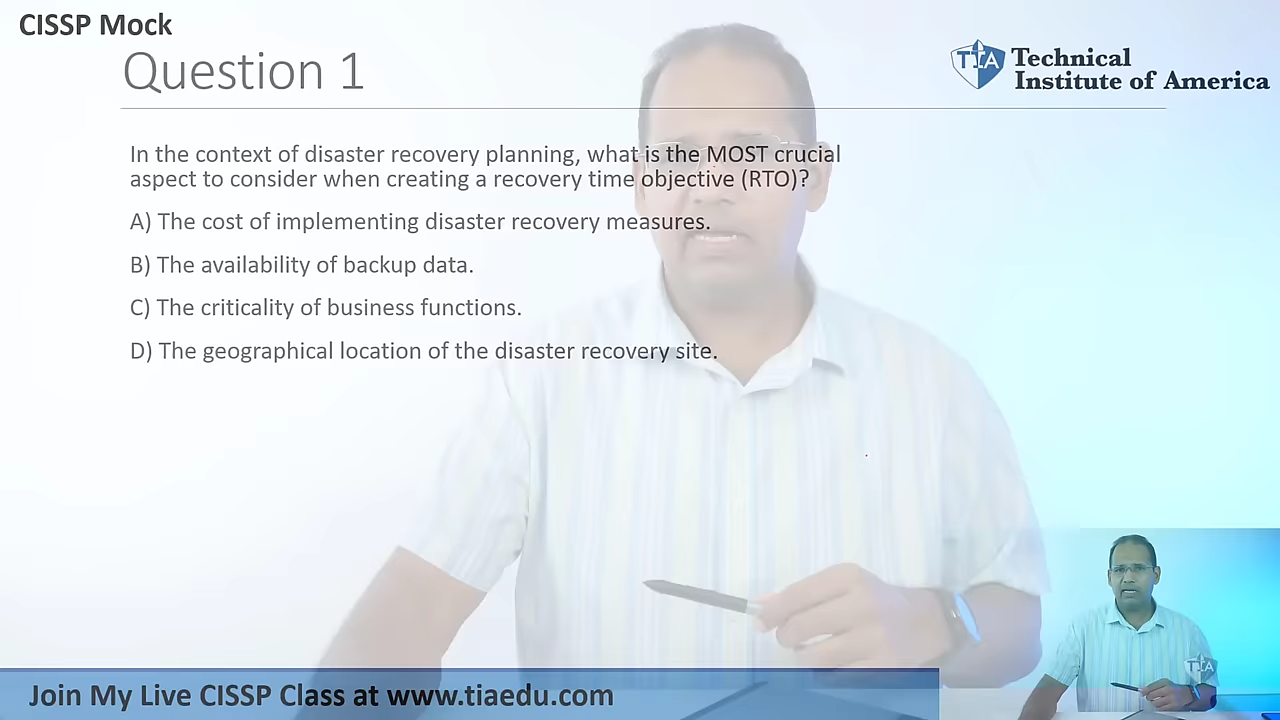 CISSP Mock
Question 1
TIA Technical
Institute of America
In the context of disaster recovery planning, what is the MOST crucial
aspect to consider when creating a recovery time objective (RTO)?
A) The cost of implementing disaster recovery measures.
B) The availability of backup data.
C) The criticality of business functions.
D) The geographical location of the disaster recovery site.
TIA
Join My Live CISSP Class at www.tiaedu.com